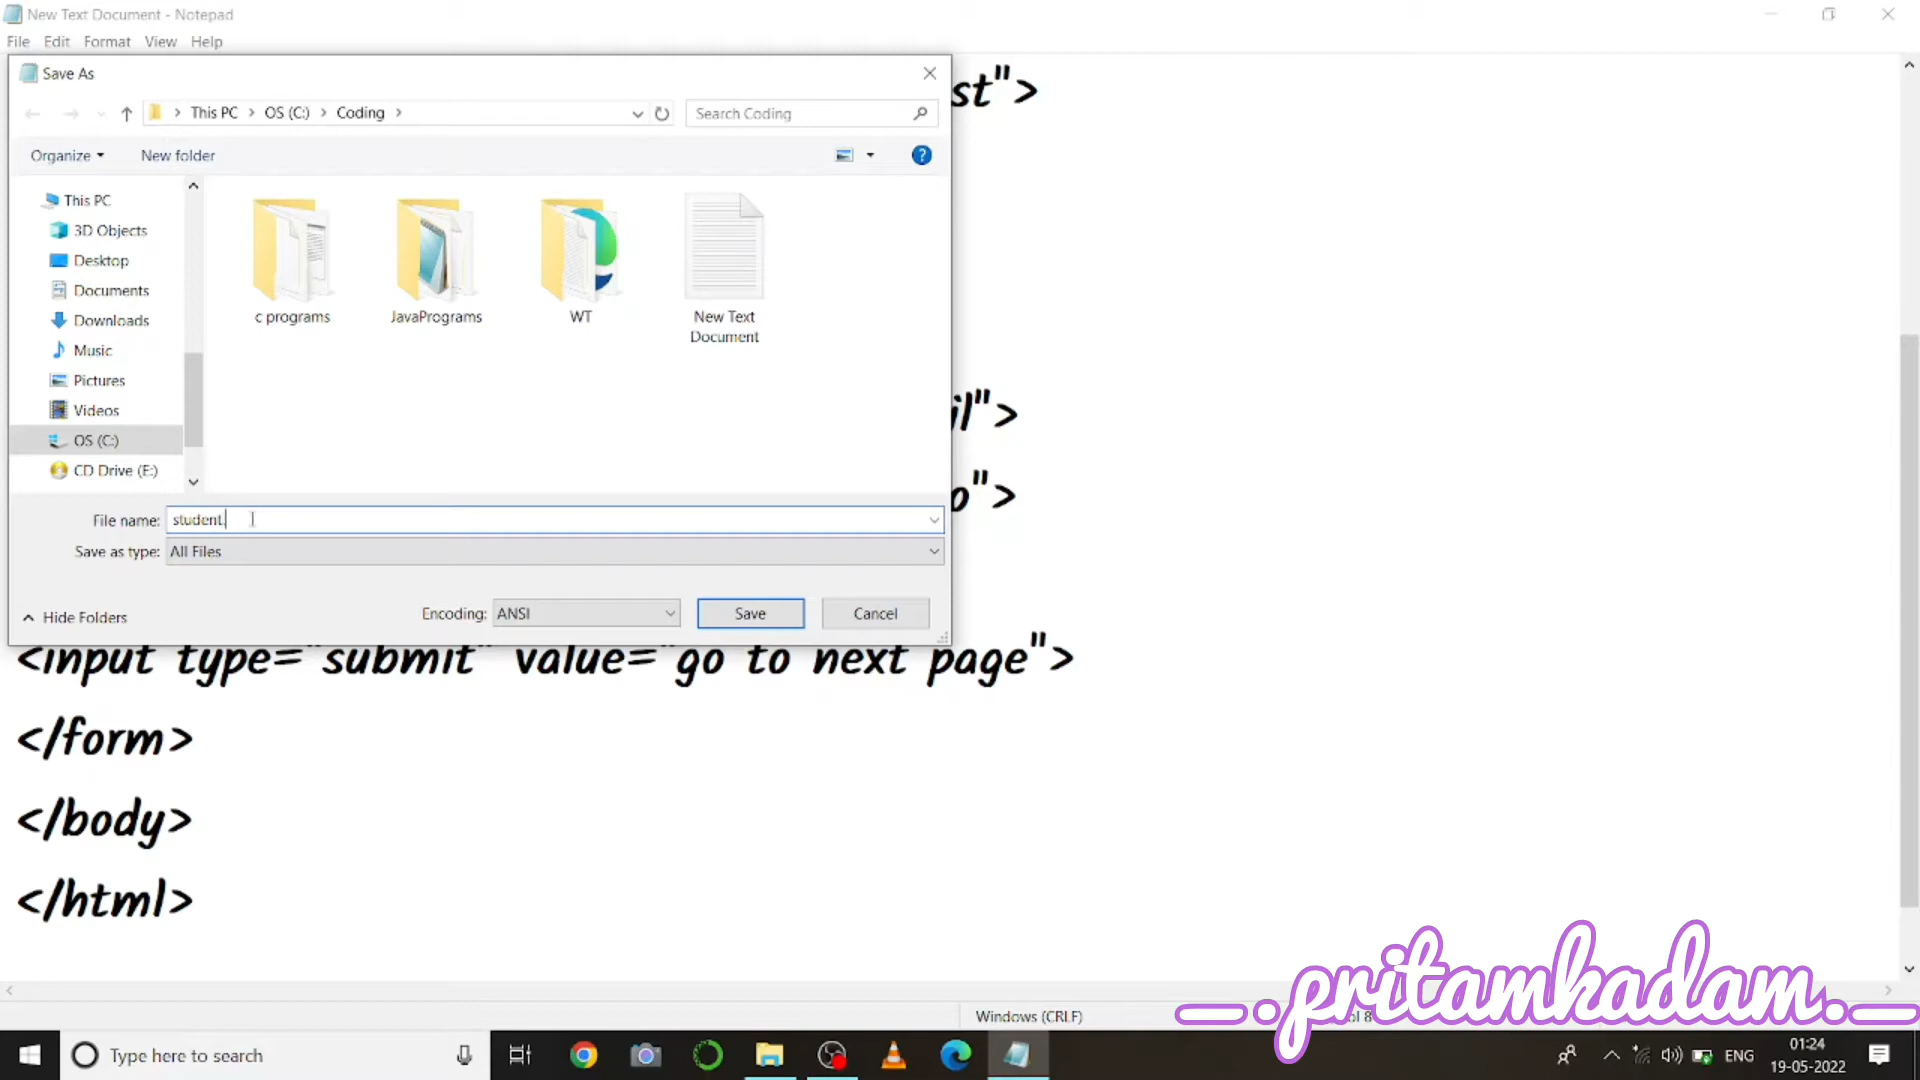 New Text Document - Notepad
File Edit Format View Help
Save As
This PC OS (C:) Coding
Search Coding
Organize New folder
This PC
3D Objects
Desktop
Documents
Downloads
Music
Pictures
Videos
OS (C:)
CD Drive (E:)
c programs
JavaPrograms
WT
New Text
Document
File name: student.
Save as type: All Files
Hide Folders
Encoding: ANSI
Save
Cancel
st">
il">
o">
<input type="submit" value="go to next page">
</form>
</body>
</html>
Windows (CRLF)
_.pritamkadam._
Type here to search
ENG
01:24
19-05-2022